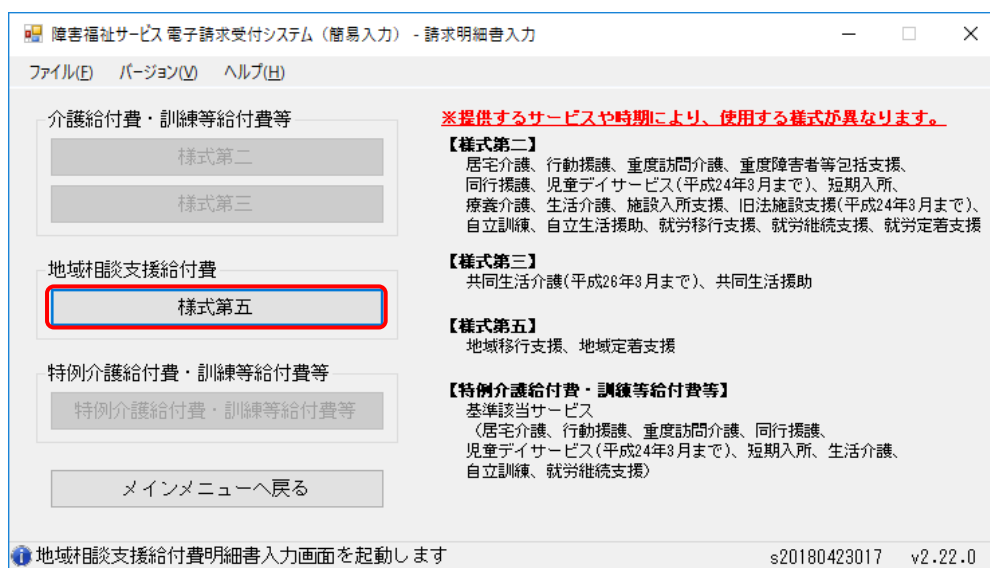 障害福祉サービス 電子請求受付システム（簡易入力） - 請求明細書入力
ファイル(F) バージョン(V) ヘルプ(H)
介護給付費・訓練等給付費等
様式第二
様式第三
地域相談支援給付費
様式第五
特例介護給付費・訓練等給付費等
特例介護給付費・訓練等給付費等
メインメニューへ戻る
※提供するサービスや時期により、使用する様式が異なります。
【様式第二】
居宅介護、行動援護、重度訪問介護、重度障害者等包括支援、
同行援護、児童デイサービス(平成24年3月まで)、短期入所、
療養介護、生活介護、施設入所支援、旧法施設支援(平成24年3月まで)、
自立訓練、自立生活援助、就労移行支援、就労継続支援、就労定着支援
【様式第三】
共同生活介護(平成26年3月まで)、共同生活援助
【様式第五】
地域移行支援、地域定着支援
【特例介護給付費・訓練等給付費等】
基準該当サービス
（居宅介護、行動援護、重度訪問介護、同行援護、
児童デイサービス(平成24年3月まで)、短期入所、生活介護、
自立訓練、就労継続支援）
地域相談支援給付費明細書入力画面を起動します
s20180423017 v2.22.0